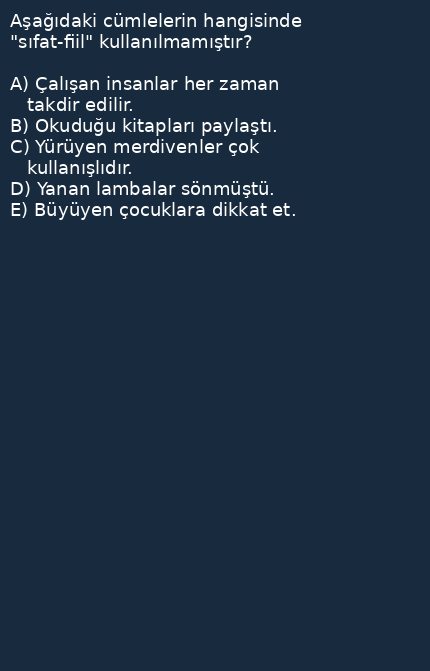 Aşağıdaki cümlelerin hangisinde
"sıfat-fiil" kullanılmamıştır?
A) Çalışan insanlar her zaman
takdir edilir.
B) Okuduğu kitapları paylaştı.
C) Yürüyen merdivenler çok
kullanışlıdır.
D) Yanan lambalar sönmüştü.
E) Büyüyen çocuklara dikkat et.